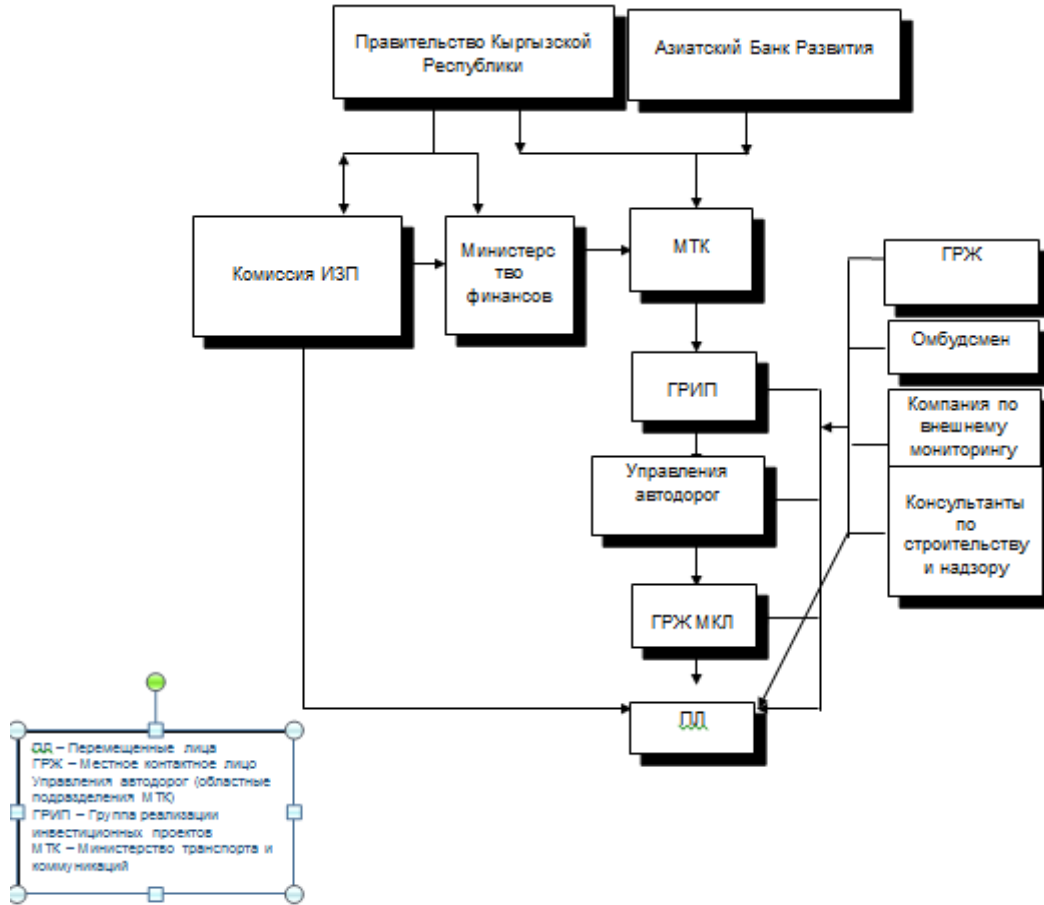 Правительство Кыргызской
Республики
Азиатский Банк Развития
Комиссия ИЗП
Министерс
тво
финансов
МТК
ГРЖ
Омбудсмен
Компания по
внешнему
мониторингу
Консультанты
по
строительству
и надзору
ГРИП
Управления
автодорог
ГРЖ МКЛ
ПЛ
ПЛ – Перемещенные лица
ГРЖ – Местное контактное лицо
Управления автодорог (областные
подразделения МТК)
ГРИП – Группа реализации
инвестиционных проектов
МТК – Министерство транспорта и
коммуникаций